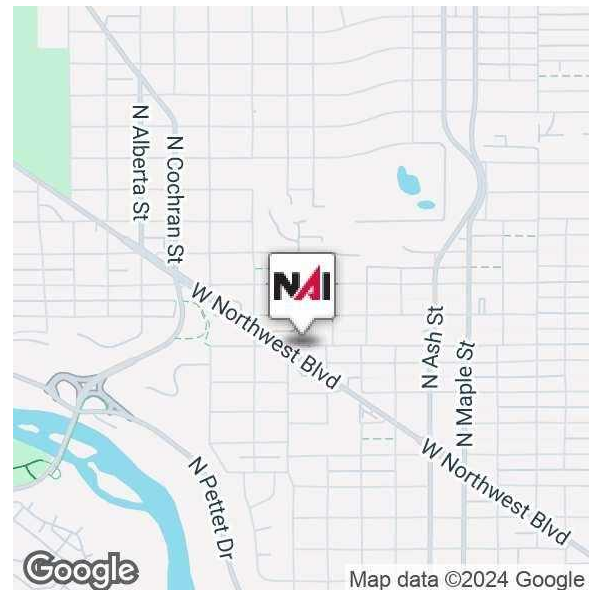 N Alberta St
N Cochran St
NAI
W Northwest Blvd
N Ash St
N Maple St
W Northwest Blvd
N Pettet Dr
Google
Map data ©2024 Google